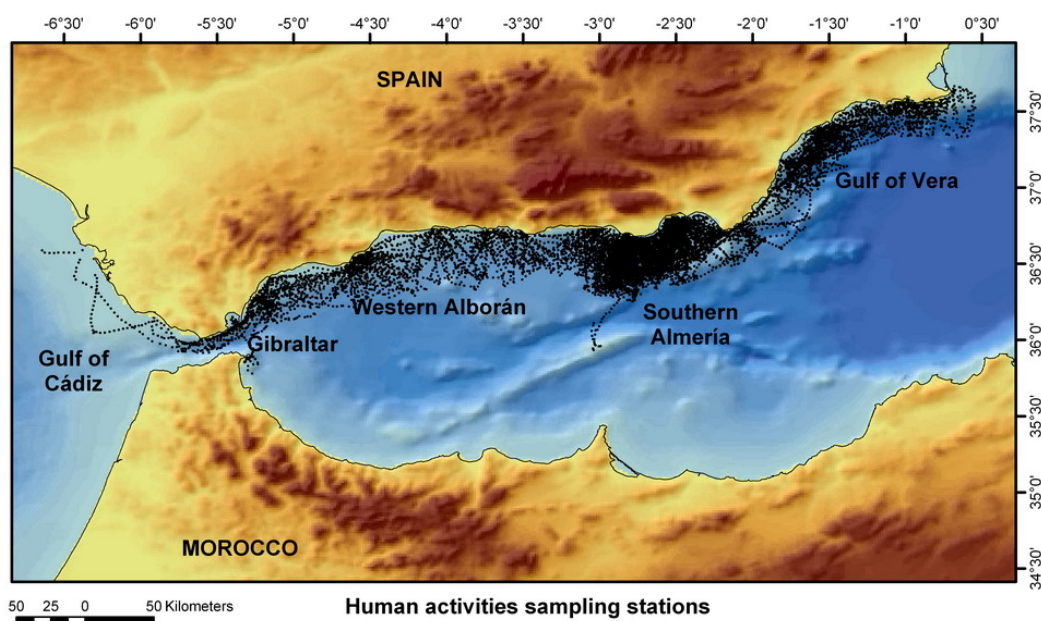 -6°30' -6°0' -5°30' -5°0' -4°30' -4°0' -3°30' -3°0' -2°30' -2°0' -1°30' -1°0' 0°30'
SPAIN
37°30'
37°0'
36°30'
36°0'
35°30'
35°0'
34°30'
Gulf of Vera
Western Alborán
Southern
Almería
Gibraltar
Gulf of
Cádiz
MOROCCO
50 25 0 50 Kilometers
Human activities sampling stations